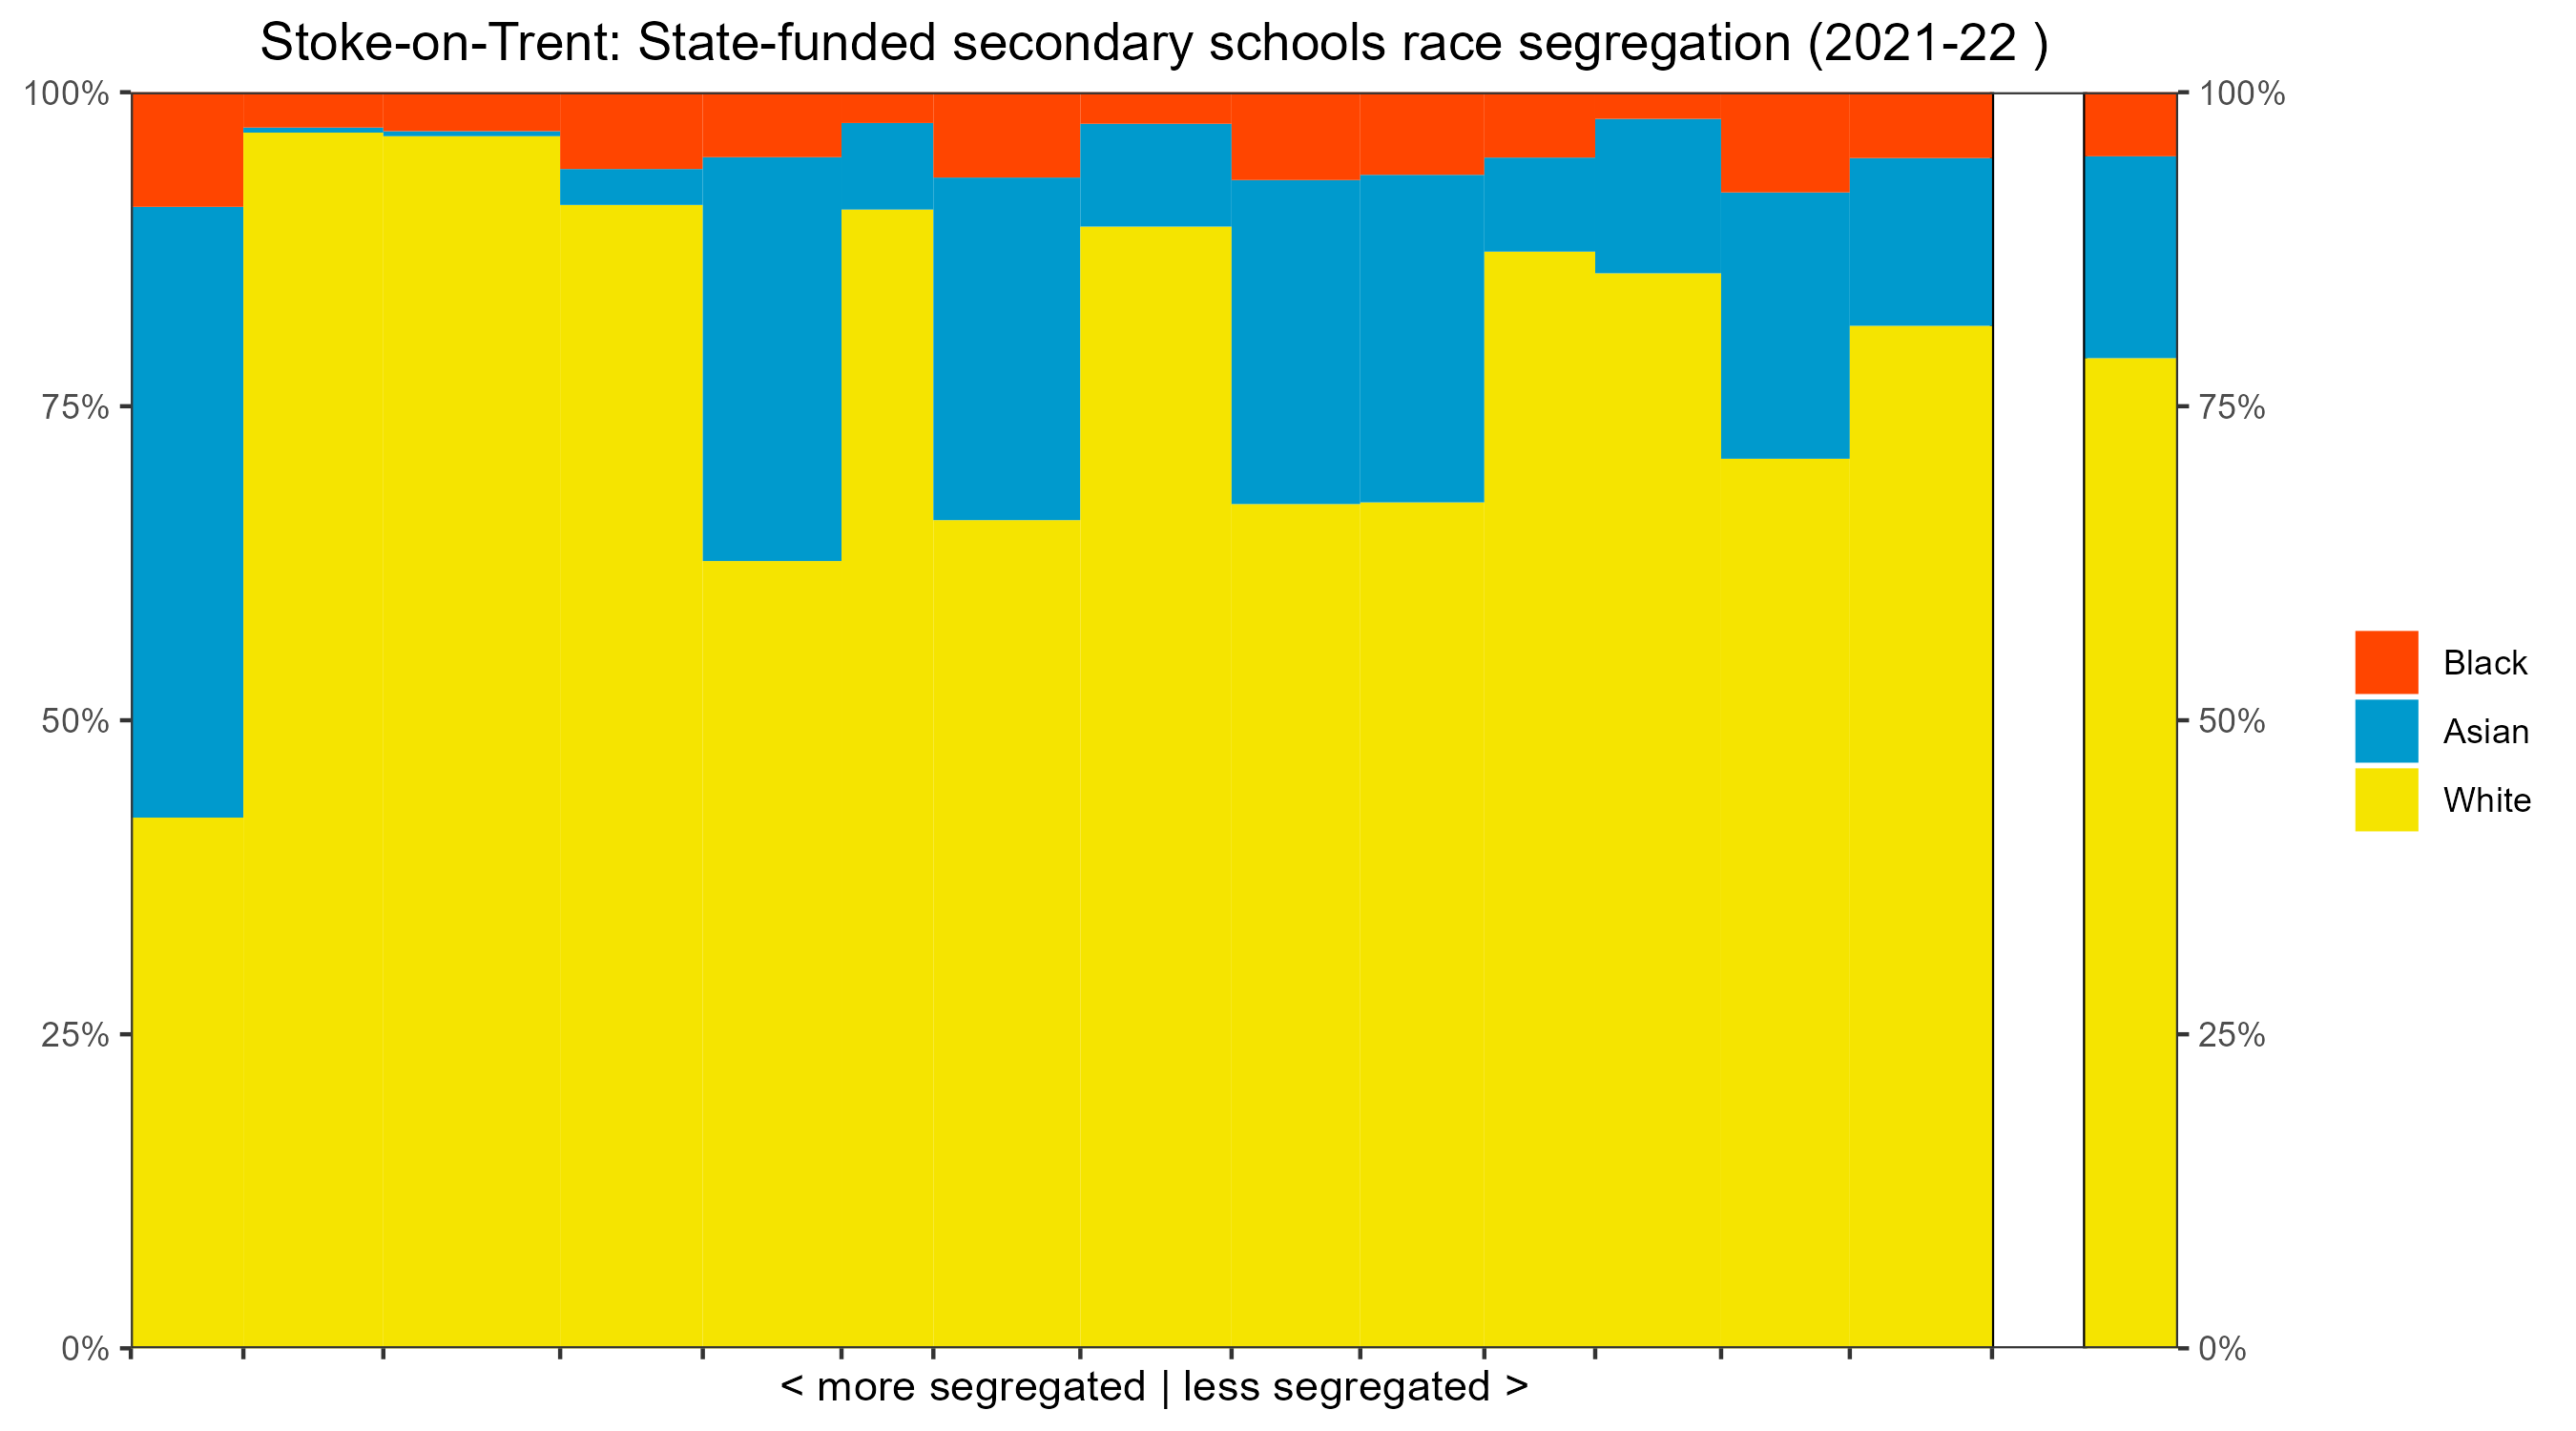 Stoke-on-Trent: State-funded secondary schools race segregation (2021-22 )
100%
100%
75%
75%
50%
50%
25%
25%
0%
0%
Black
Asian
White
< more segregated | less segregated >